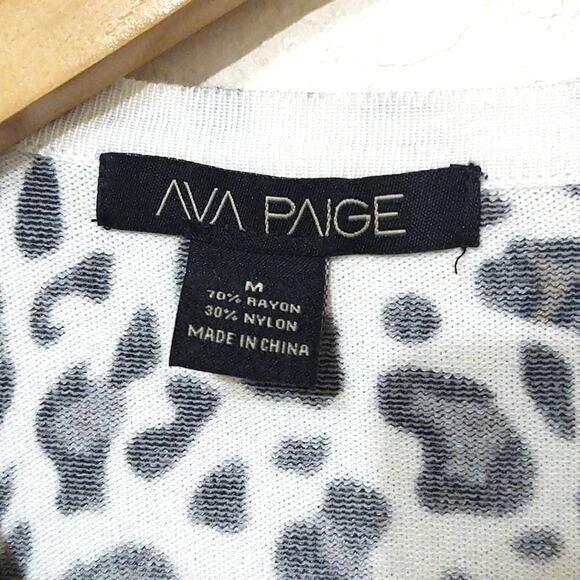 AVA PAIGE
M
70% RAYON
30% NYLON
MADE IN CHINA